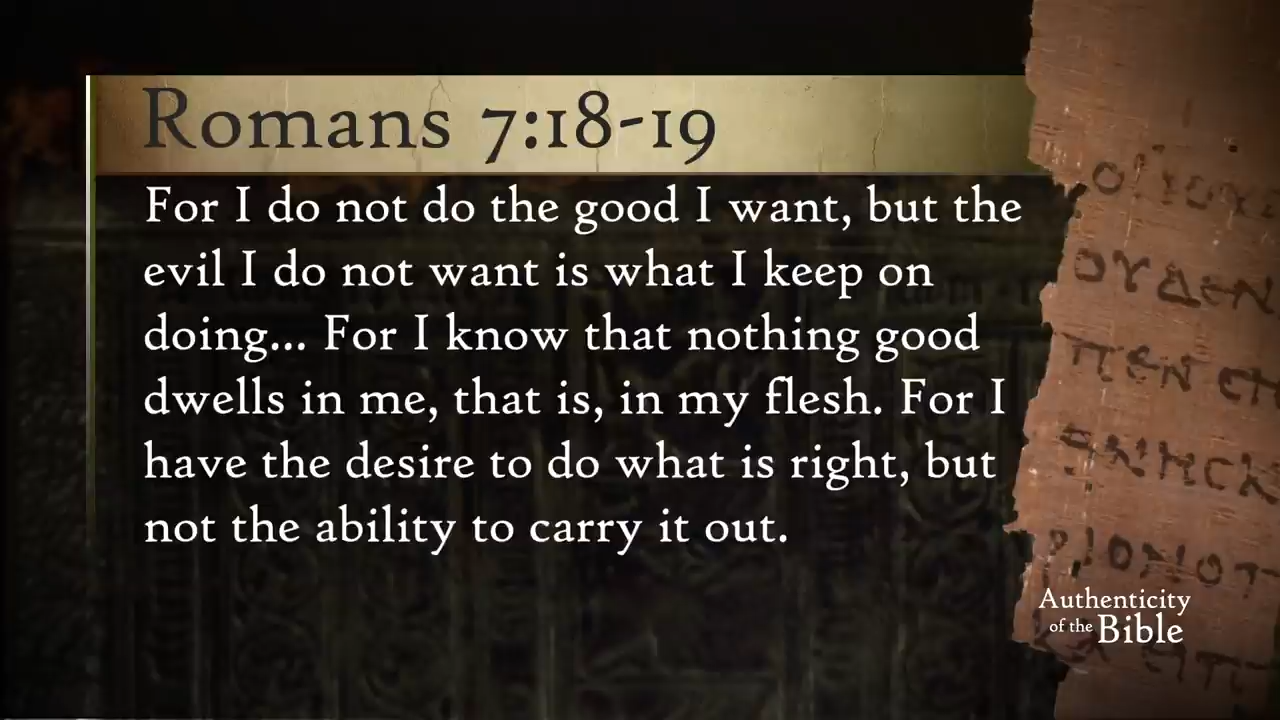 Romans 7:18-19
For I do not do the good I want, but the
evil I do not want is what I keep on
doing... For I know that nothing good
dwells in me, that is, in my flesh. For I
have the desire to do what is right, but
not the ability to carry it out.
ΟΥΔΕΝ
Authenticity
of the Bible